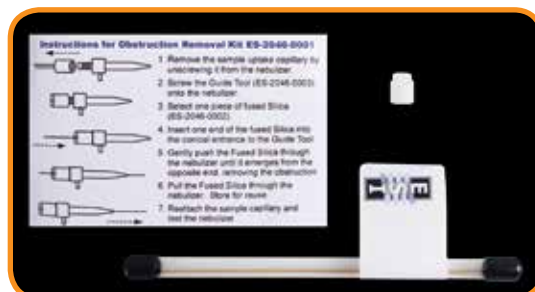 Instructions for Obstruction Removal Kit ES-2046-0001
1 Remove the sample uptake capillary by
unscrewing it from the nebulizer.
2 Screw the Guide Tool (ES-2046-0003)
onto the nebulizer.
3 Select one piece of fused Silica
(ES-2046-0002)
4. Insert one end of the fused Silica into
the conical entrance to the Guide Tool
5 Gently push the Fused Silica through
the nebulizer until it emerges from the
opposite end, removing the obstruction
6. Pull the Fused Silica through the
nebulizer. Store for reuse
7. Reattach the sample capillary and
test the nebulizer